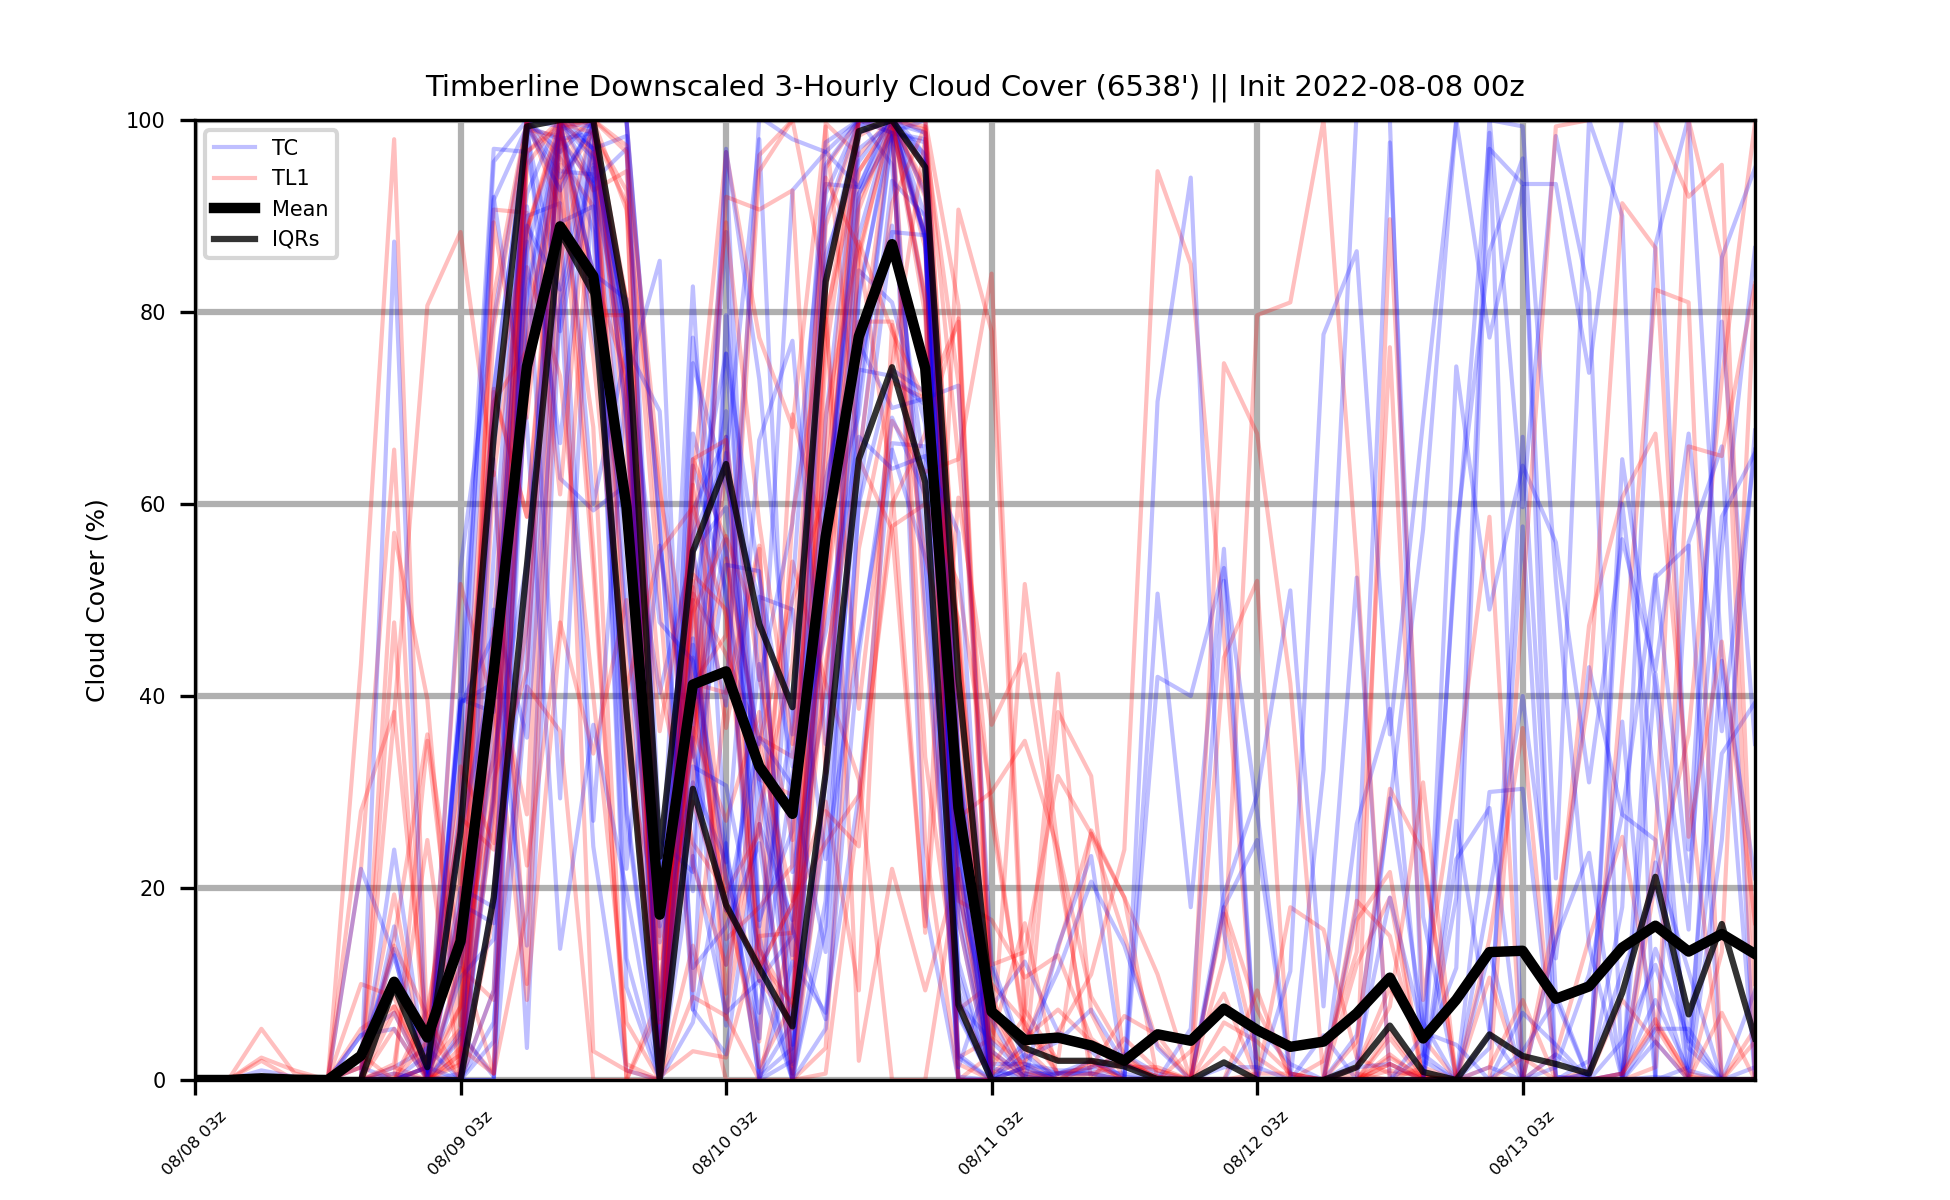 Timberline Downscaled 3-Hourly Cloud Cover (6538') || Init 2022-08-08 00z
TC
TL1
Mean
IQRs
Cloud Cover (%)
100
80
60
40
20
0
08/08 03z
08/09 03z
08/10 03z
08/11 03z
08/12 03z
08/13 03z